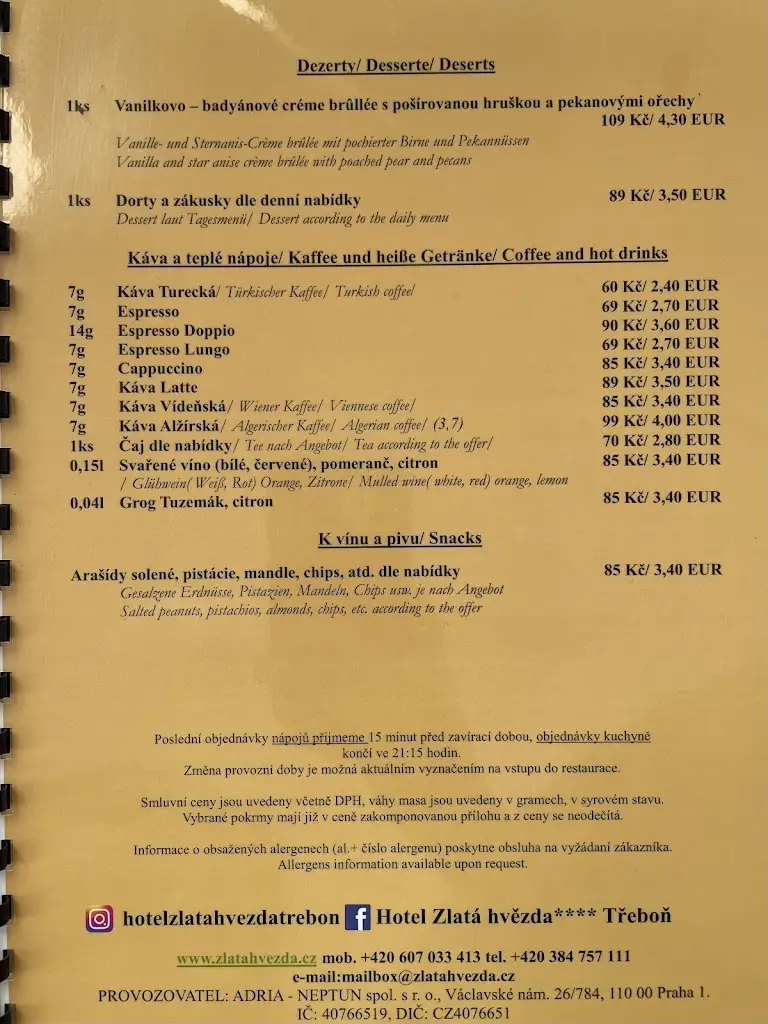 Dezerty/ Desserte/ Deserts
1ks Vanilkovo – badyánové créme brûllée s pošírovanou hruškou a pekanovými ořechy
109 Kč/ 4,30 EUR
Vanille- und Sternanis-Crème brûlée mit pochierter Birne und Pekannüssen
Vanilla and star anise crème brûlée with poached pear and pecans
1ks Dorty a zákusky dle denní nabídky 89 Kč/ 3,50 EUR
Dessert laut Tagesmenü/ Dessert according to the daily menu
Káva a teplé nápoje/ Kaffee und heiße Getränke/ Coffee and hot drinks
7g Káva Turecká/ Türkischer Kaffee/ Turkish coffee/ 60 Kč/ 2,40 EUR
7g Espresso 69 Kč/ 2,70 EUR
14g Espresso Doppio 90 Kč/ 3,60 EUR
7g Espresso Lungo 69 Kč/ 2,70 EUR
7g Cappuccino 85 Kč/ 3,40 EUR
7g Káva Latte 89 Kč/ 3,50 EUR
7g Káva Vídeňská/ Wiener Kaffee/ Viennese coffee/ 85 Kč/ 3,40 EUR
7g Káva Alžírská/ Algerischer Kaffee/ Algerian coffee/ (3,7) 99 Kč/ 4,00 EUR
1ks Čaj dle nabídky/ Tee nach Angebot/ Tea according to the offer/ 70 Kč/ 2,80 EUR
0,15l Svařené víno (bílé, červené), pomeranč, citron 85 Kč/ 3,40 EUR
/ Glühwein( Weiß, Rot) Orange, Zitrone/ Mulled wine( white, red) orange, lemon
0,04l Grog Tuzemák, citron 85 Kč/ 3,40 EUR
K vínu a pivu/ Snacks
Arašídy solené, pistácie, mandle, chips, atd. dle nabídky 85 Kč/ 3,40 EUR
Gesalzene Erdnüsse, Pistazien, Mandeln, Chips usw. je nach Angebot
Salted peanuts, pistachios, almonds, chips, etc. according to the offer
Poslední objednávky nápojů přijmeme 15 minut před zavírací dobou, objednávky kuchyně
končí ve 21:15 hodin.
Změna provozní doby je možná aktuálním vyznačením na vstupu do restaurace.
Smluvní ceny jsou uvedeny včetně DPH, váhy masa jsou uvedeny v gramech, v syrovém stavu.
Vybrané pokrmy mají již v ceně zakomponovanou přílohu a z ceny se neodečítá.
Informace o obsažených alergenech (al.+ číslo alergenu) poskytne obsluha na vyžádaní zákazníka.
Allergens information available upon request.
hotelzlatahvezdatrebon Hotel Zlatá hvězda**** Třeboň
www.zlatahvezda.cz mob. +420 607 033 413 tel. +420 384 757 111
e-mail:mailbox@zlatahvezda.cz
PROVOZOVATEL: ADRIA - NEPTUN spol. s r. o., Václavské nám. 26/784, 110 00 Praha 1.
IČ: 40766519, DIČ: CZ4076651